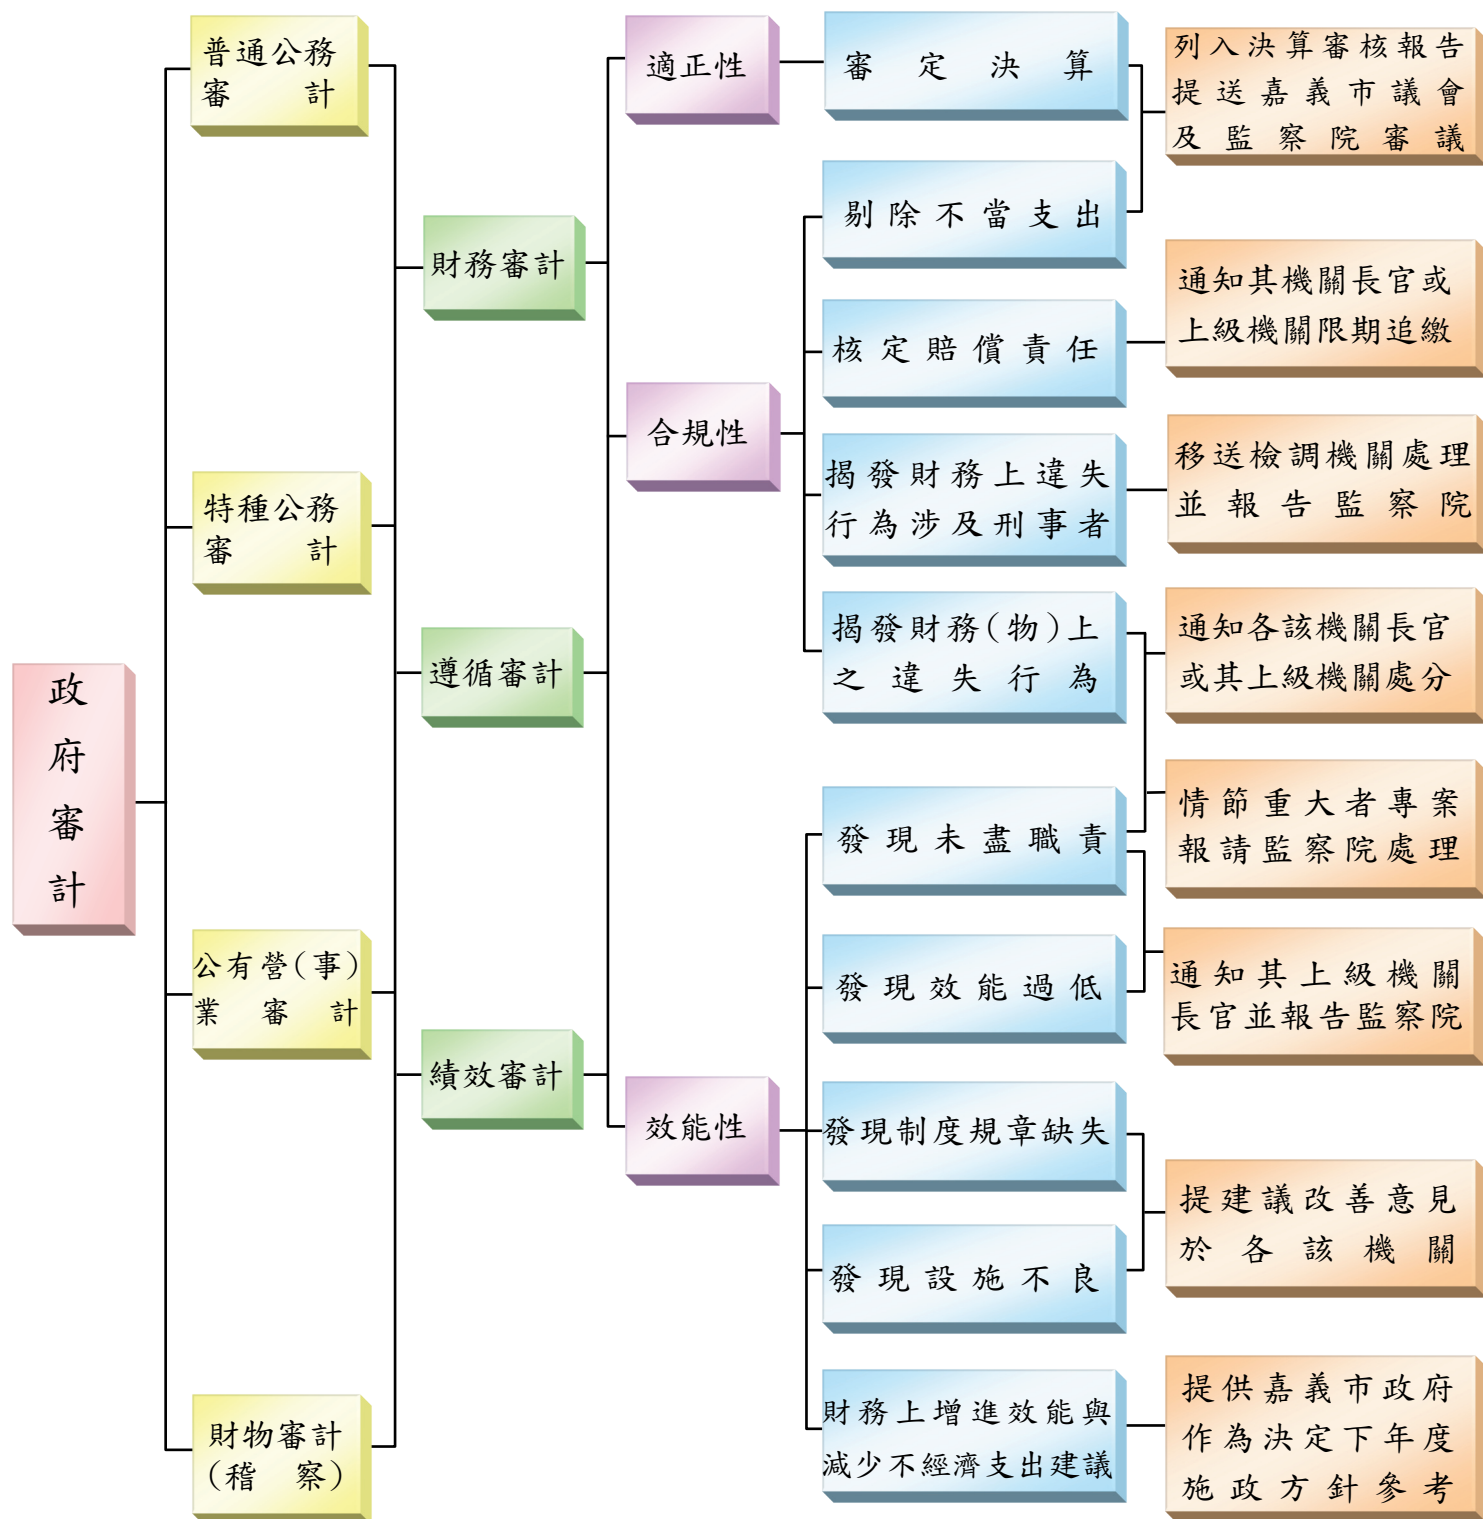 政府審計
普通公務
審計
特種公務
審計
公有營(事)
業審計
財物審計
(稽察)
財務審計
遵循審計
績效審計
適正性
合規性
效能性
審定決算
剔除不當支出
核定賠償責任
揭發財務上違失
行為涉及刑事者
揭發財務(物)上
之違失行為
發現未盡職責
發現效能過低
發現制度規章缺失
發現設施不良
財務上增進效能與
減少不經濟支出建議
列入決算審核報告
提送嘉義市議會
及監察院審議
通知其機關長官或
上級機關限期追繳
移送檢調機關處理
並報告監察院
通知各該機關長官
或其上級機關處分
情節重大者專案
報請監察院處理
通知其上級機關
長官並報告監察院
提建議改善意見
於各該機關
提供嘉義市政府
作為決定下年度
施政方針參考